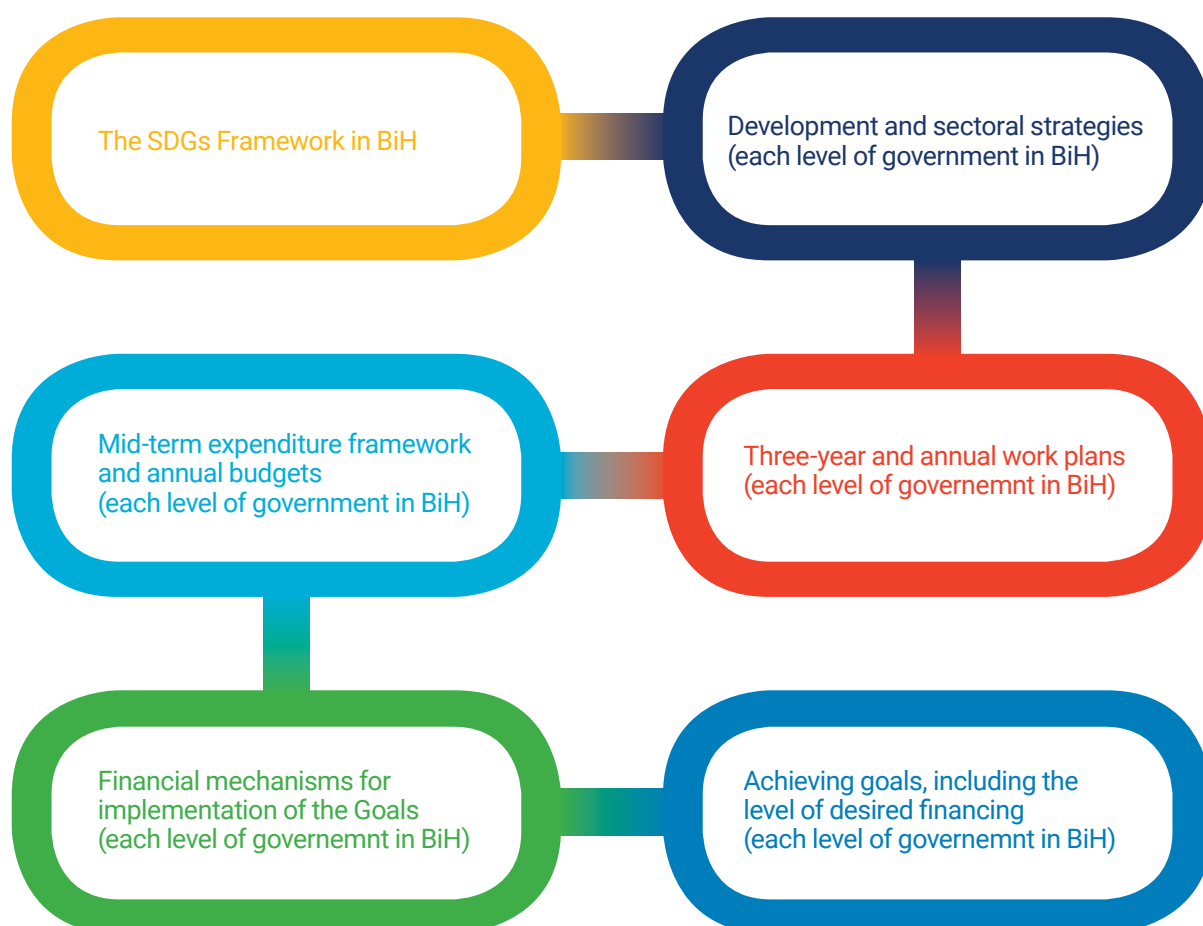 The SDGs Framework in BiH
Development and sectoral strategies
(each level of government in BiH)
Mid-term expenditure framework
and annual budgets
(each level of government in BiH)
Three-year and annual work plans
(each level of governemnt in BiH)
Financial mechanisms for
implementation of the Goals
(each level of governemnt in BiH)
Achieving goals, including the
level of desired financing
(each level of governemnt in BiH)